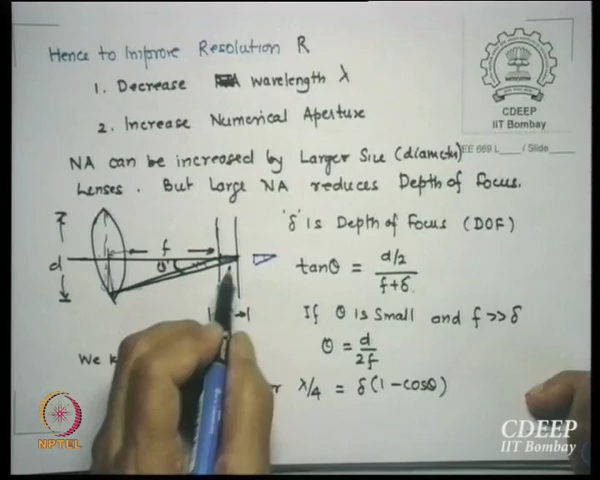 Hence to Improve Resolution R
1. Decrease wavelength λ
2. Increase Numerical Aperture
NA can be increased by Larger Size (diameter)
Lenses. But Large NA reduces Depth of Focus.
'δ' is Depth of Focus (DOF)
tanθ = d/2 / f+δ
If θ is small and f >> δ
θ = d / 2f
λ/4 = δ(1 - cosθ)
f
θ
d
We k
CDEEP
IIT Bombay
EE 669 L____ / Slide____
NPTEL
CDEEP
IIT Bombay